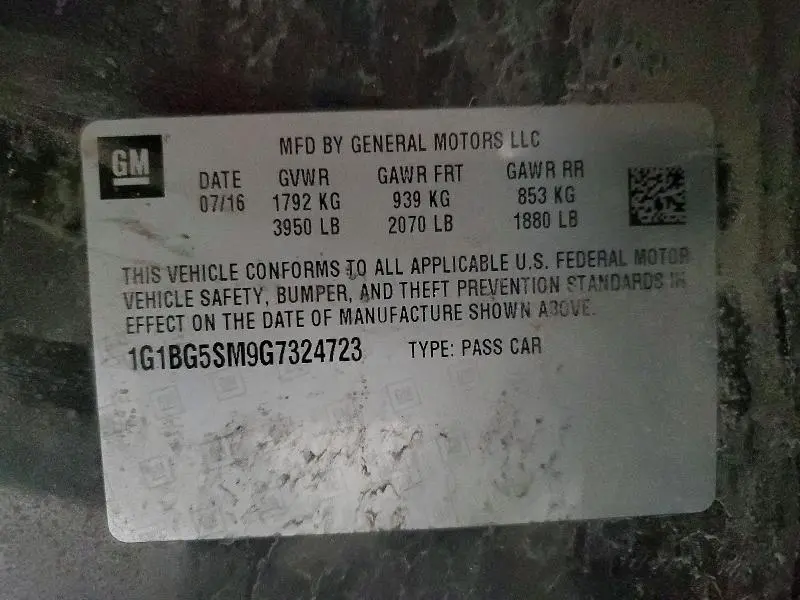 GM
MFD BY GENERAL MOTORS LLC
DATE GVWR GAWR FRT GAWR RR
07/16 1792 KG 939 KG 853 KG
3950 LB 2070 LB 1880 LB
THIS VEHICLE CONFORMS TO ALL APPLICABLE U.S. FEDERAL MOTOR
VEHICLE SAFETY, BUMPER, AND THEFT PREVENTION STANDARDS IN
EFFECT ON THE DATE OF MANUFACTURE SHOWN ABOVE.
1G1BG5SM9G7324723 TYPE: PASS CAR